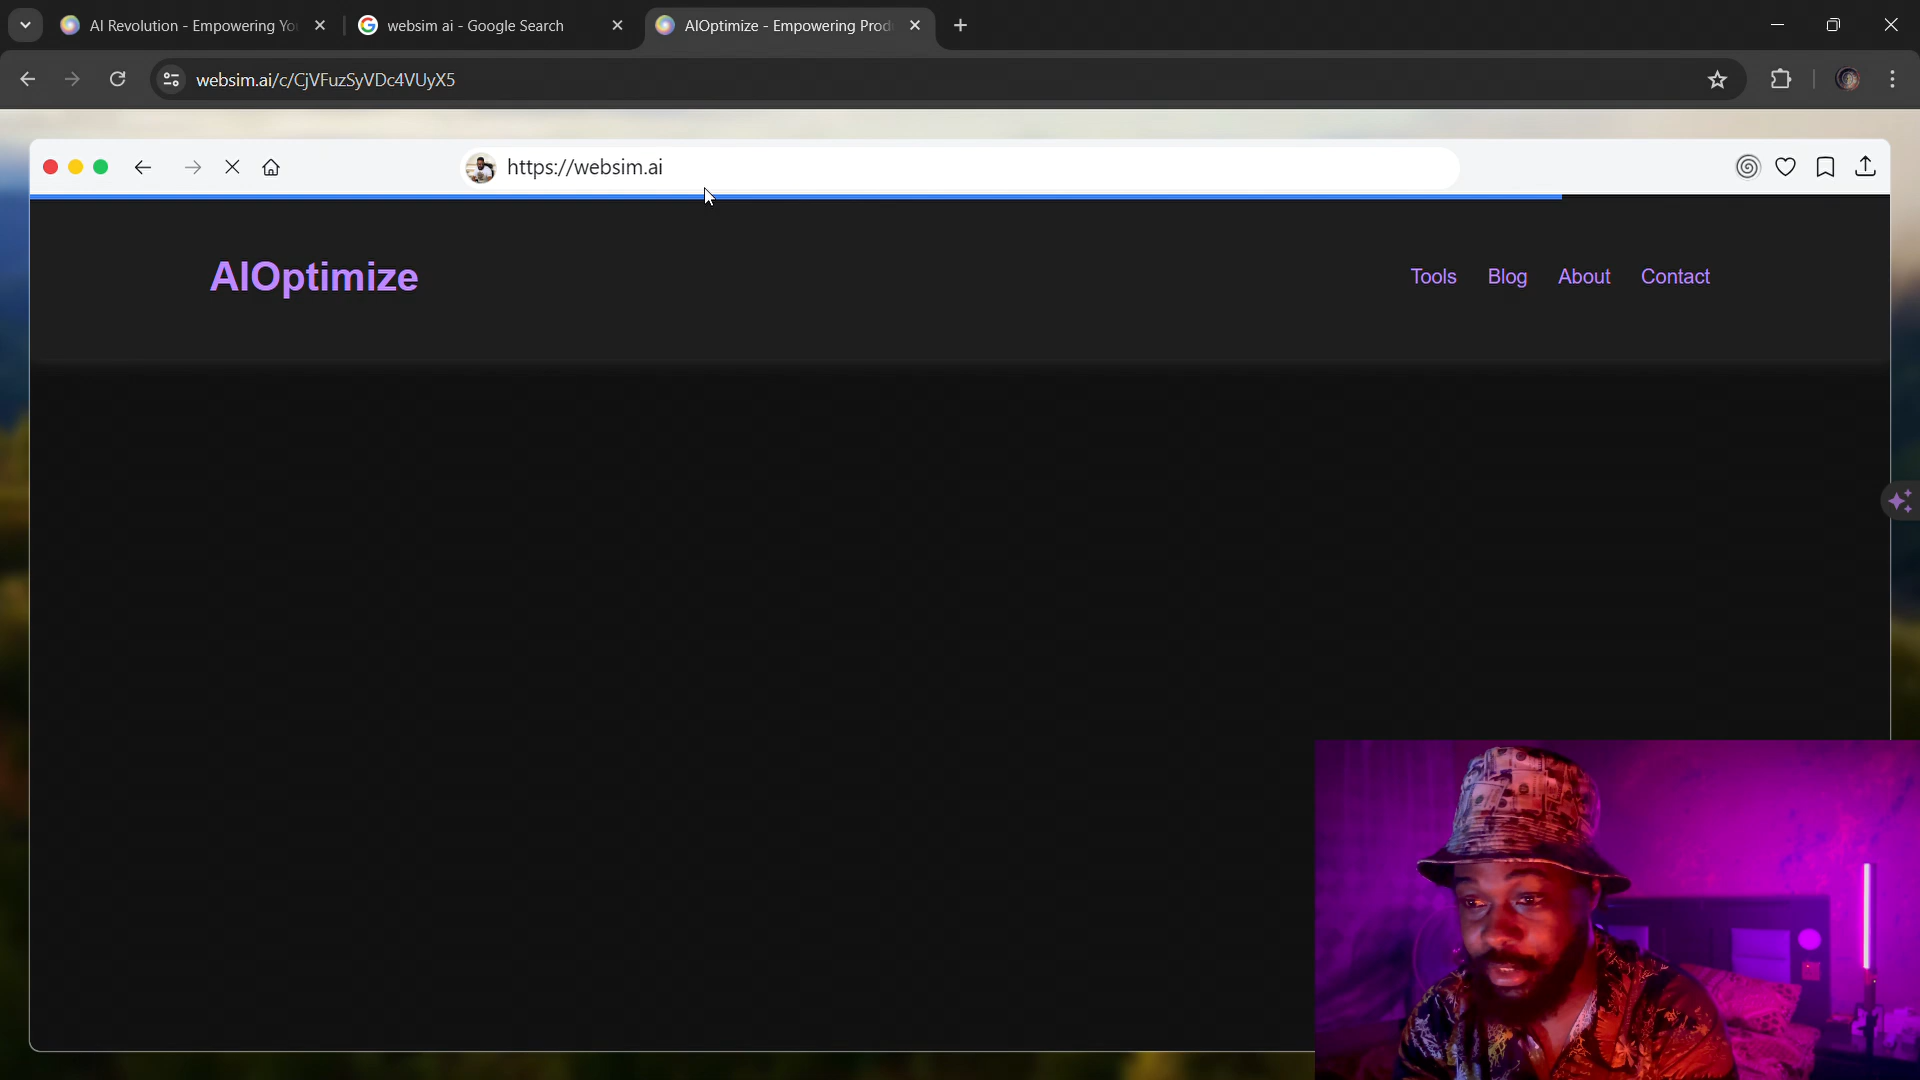 AI Revolution - Empowering Yo
websim ai - Google Search
AIOptimize - Empowering Prod
websim.ai/c/CjVFuzSyVDc4VUyX5
https://websim.ai
AIOptimize
Tools Blog About Contact